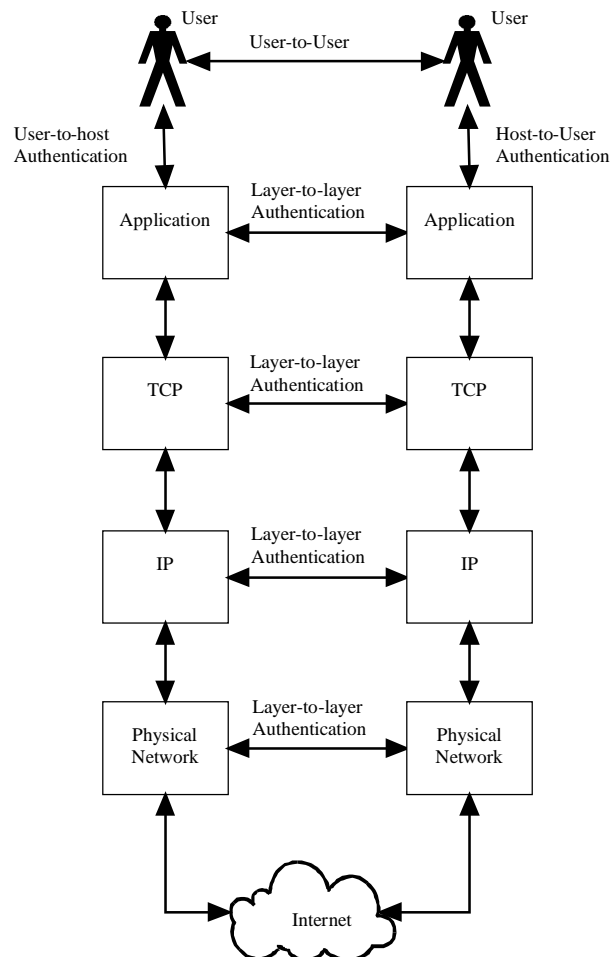 User
User
User-to-User
User-to-host
Authentication
Host-to-User
Authentication
Layer-to-layer
Authentication
Application
Application
Layer-to-layer
Authentication
TCP
TCP
Layer-to-layer
Authentication
IP
IP
Layer-to-layer
Authentication
Physical
Network
Physical
Network
Internet